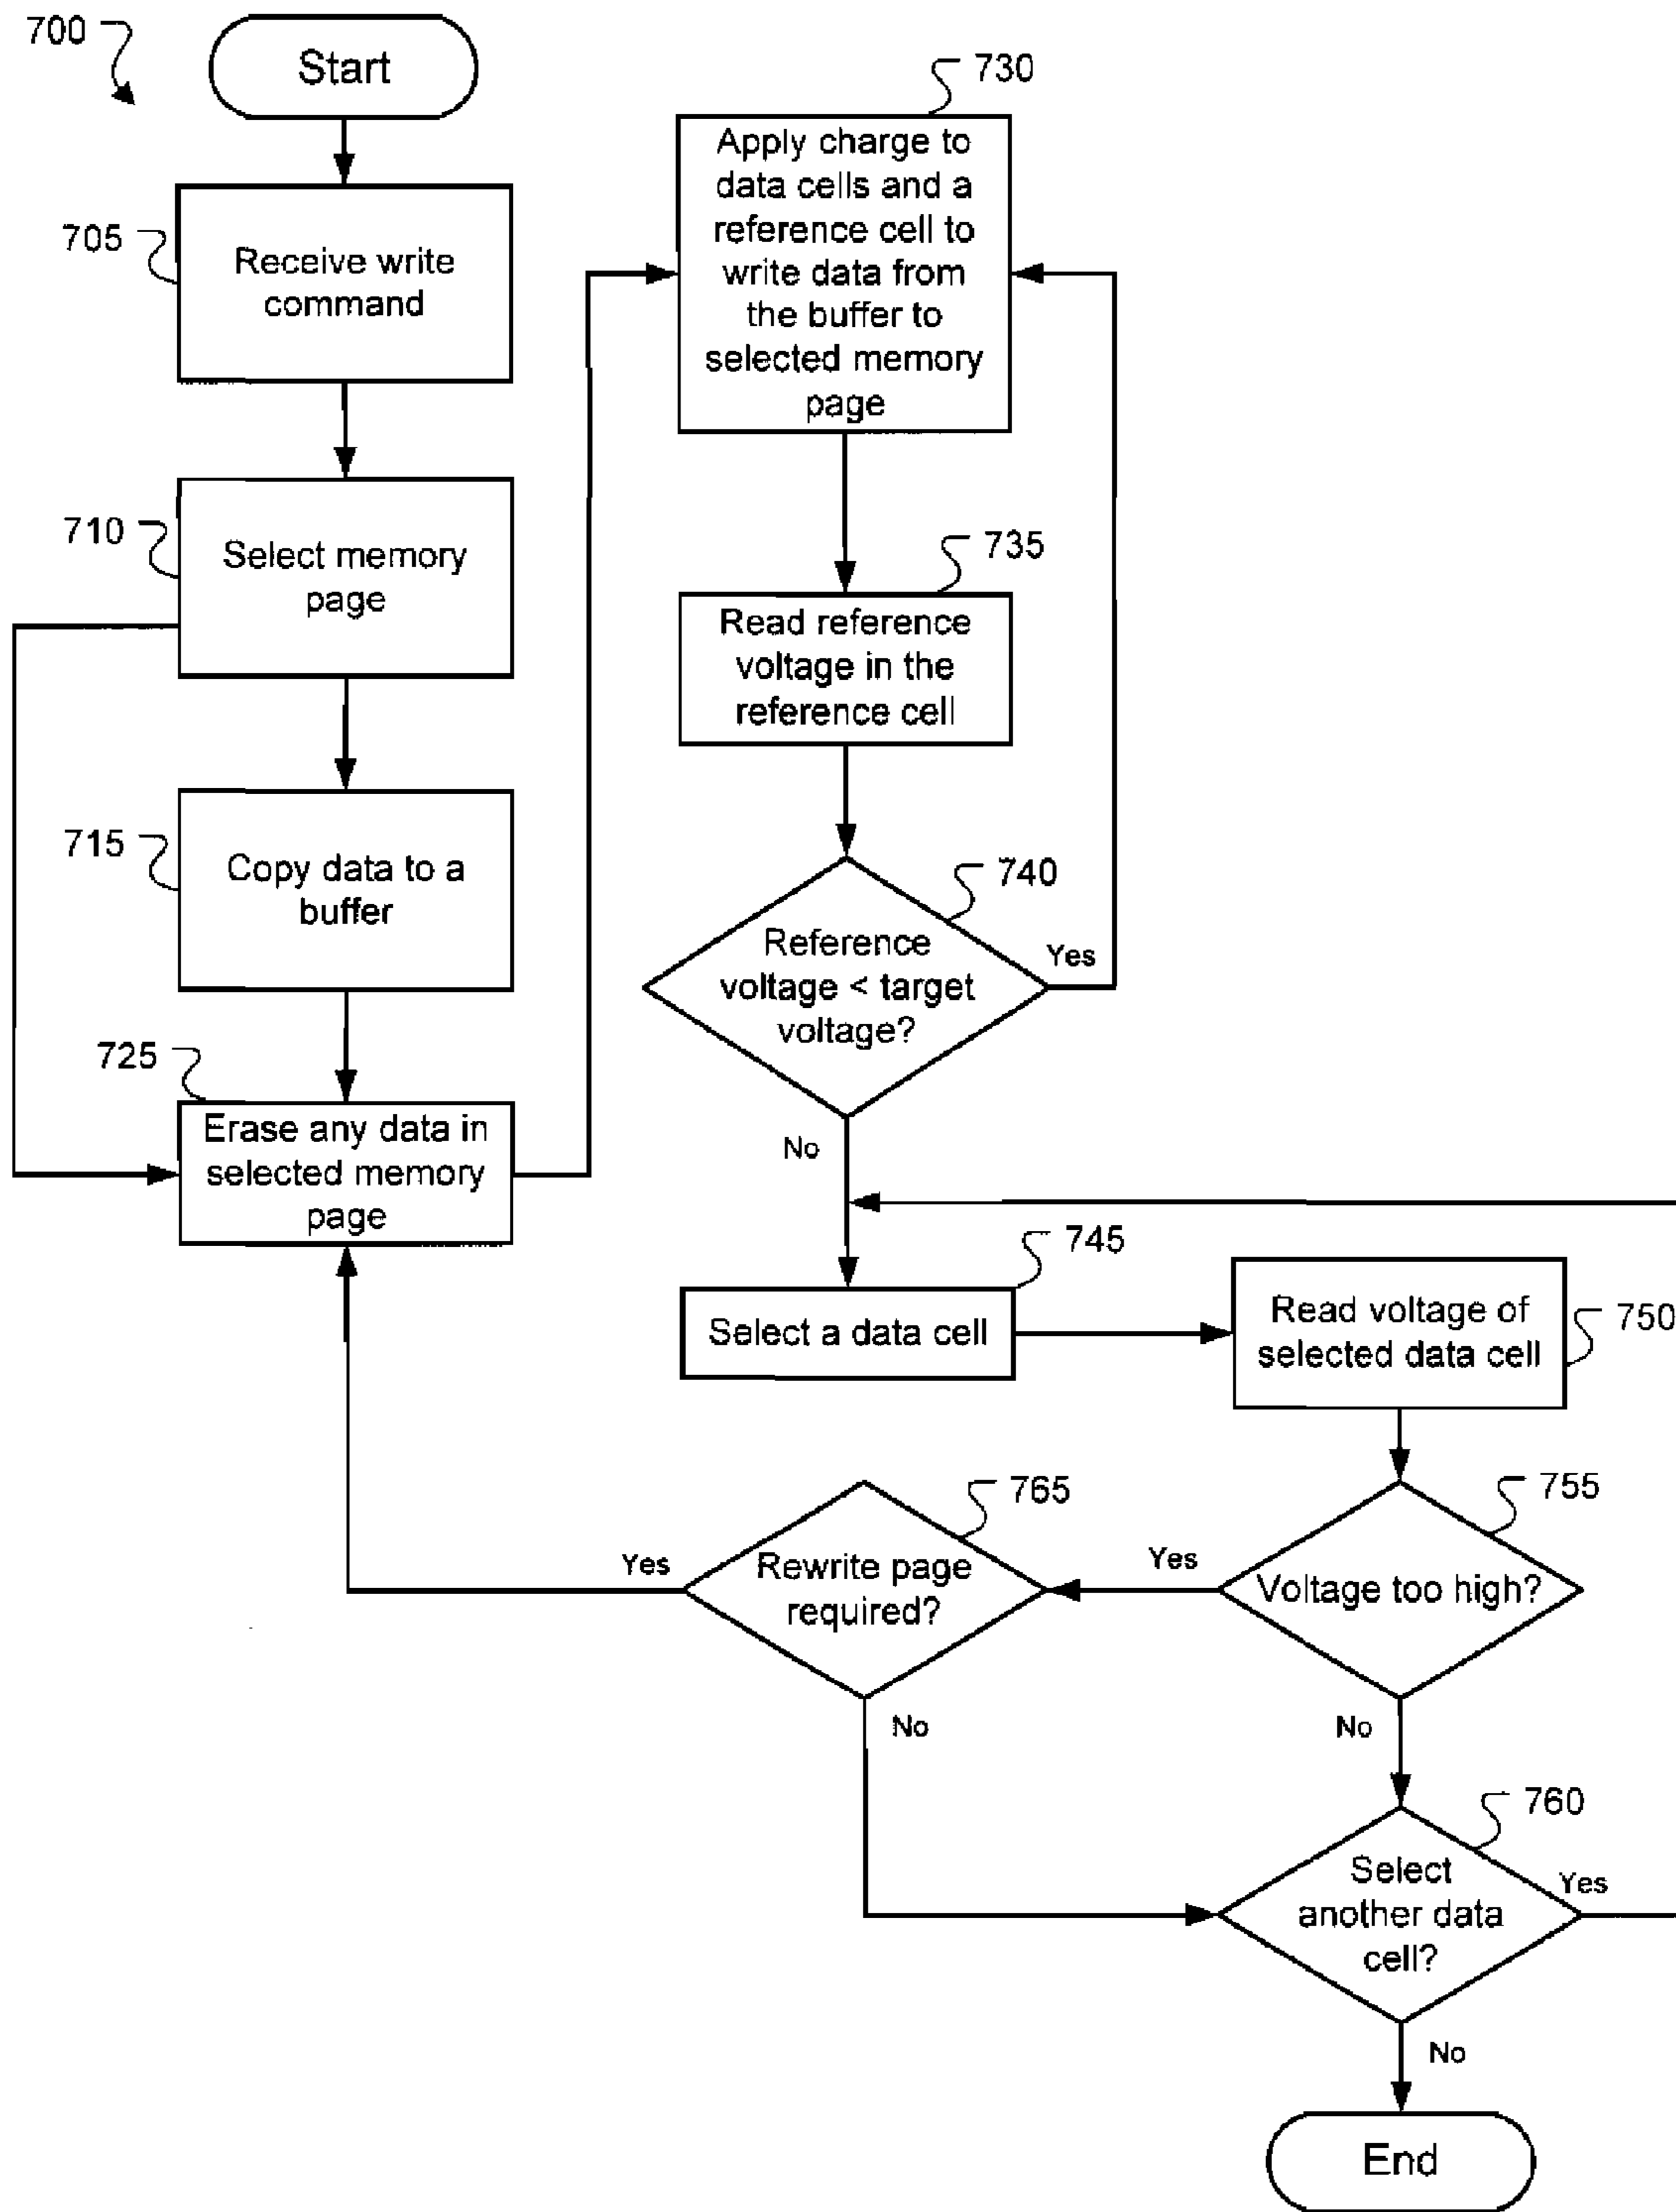 700
Start
705
Receive write
command
710
Select memory
page
715
Copy data to a
buffer
725
Erase any data in
selected memory
page
730
Apply charge to
data cells and a
reference cell to
write data from
the buffer to
selected memory
page
735
Read reference
voltage in the
reference cell
740
Reference
voltage < target
voltage?
Yes
No
745
Select a data cell
750
Read voltage of
selected data cell
755
Voltage too high?
Yes
No
765
Rewrite page
required?
Yes
No
760
Select
another data
cell?
Yes
No
End